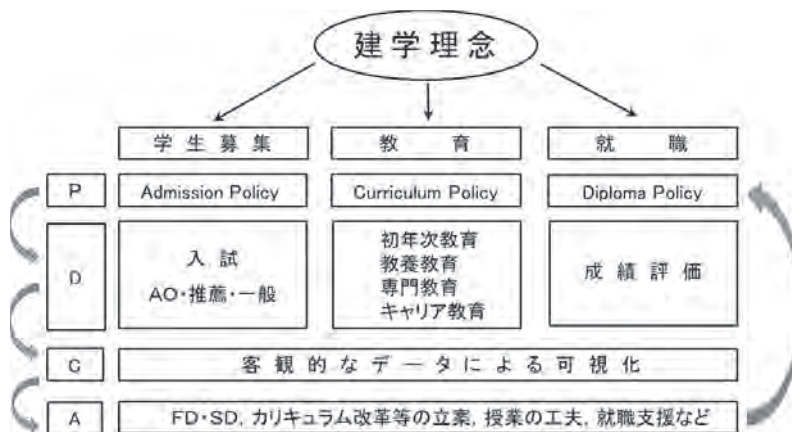 建学理念
学生募集 教育 就職
P Admission Policy Curriculum Policy Diploma Policy
D
入試
AO・推薦・一般
初年次教育
教養教育
専門教育
キャリア教育
成績評価
C 客観的なデータによる可視化
A FD・SD, カリキュラム改革等の立案, 授業の工夫, 就職支援など